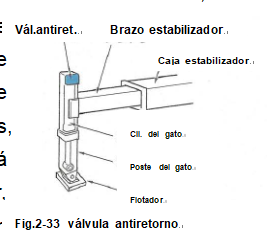 Vál.antiret. Brazo estabilizador.
e
Caja estabilizador.
e
s,
Cil. del gato.
á
Poste del gato.
r,
Flotador.
Fig.2-33 válvula antiretorno.